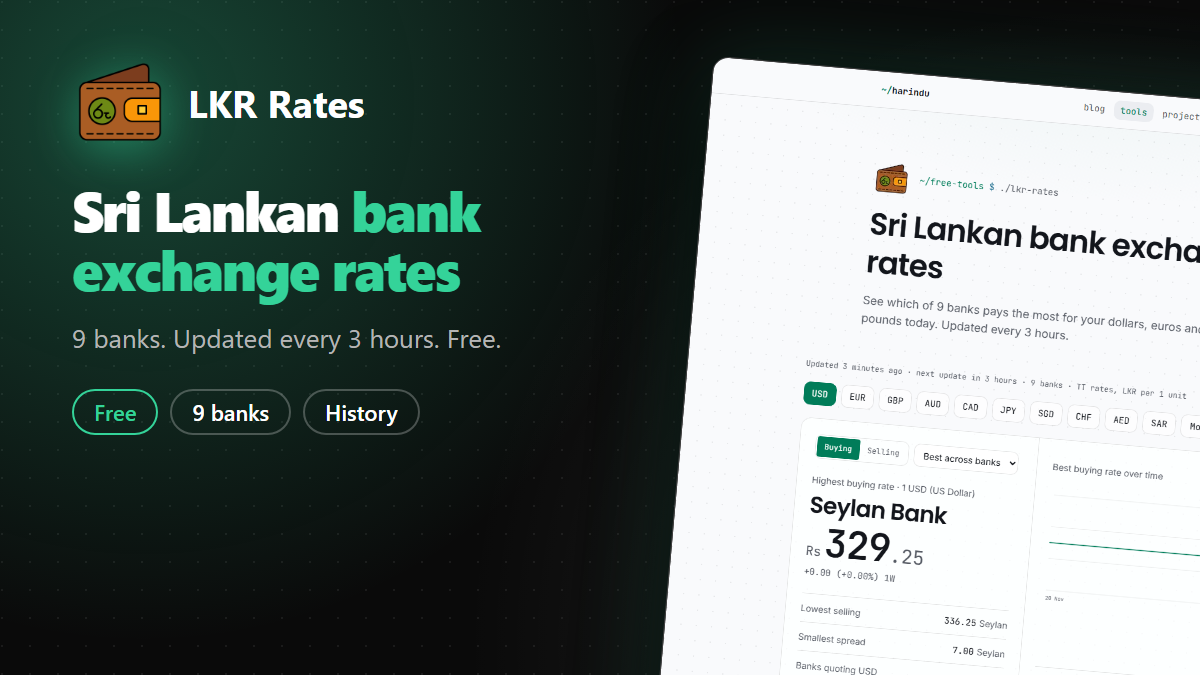 LKR Rates
Sri Lankan bank
exchange rates
9 banks. Updated every 3 hours. Free.
Free
9 banks
History
~/harindu
blog
tools
~/free-tools $ ./lkr-rates
Sri Lankan bank
rates
See which of 9 banks pays the most for your dollars, euros and
pounds today. Updated every 3 hours.
Updated 3 minutes ago · next update in 3 hours · 9 banks · TT rates, LKR per 1 unit
USD
EUR
GBP
AUD
CAD
JPY
SGD
CHF
AED
SAR
Buying
Selling
Best across banks
Highest buying rate · 1 USD (US Dollar)
Seylan Bank
Rs 329.25
+0.00 (+0.00%) 1W
Lowest selling
336.25 Seylan
Smallest spread
7.00 Seylan
Banks quoting USD
Best buying rate over time
20 Nov